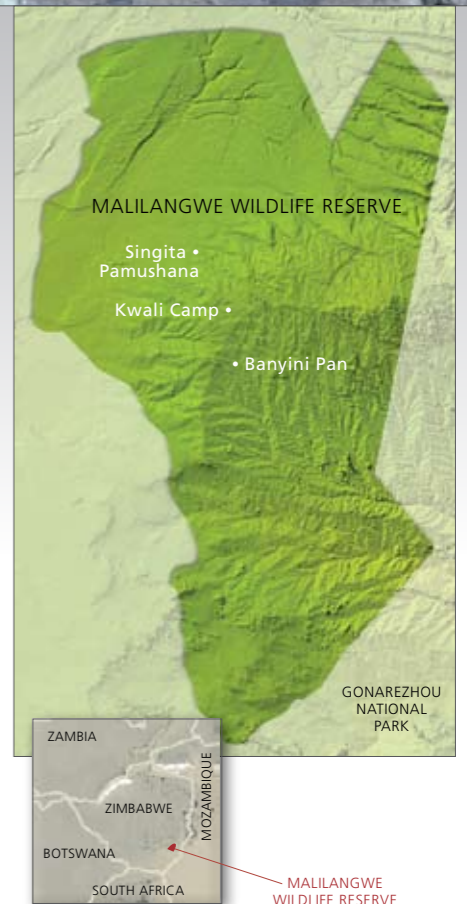 MALILANGWE WILDLIFE RESERVE
Singita •
Pamushana
Kwali Camp •
• Banyini Pan
GONAREZHOU
NATIONAL
PARK
ZAMBIA
ZIMBABWE
MOZAMBIQUE
BOTSWANA
SOUTH AFRICA
MALILANGWE
WILDLIFE RESERVE